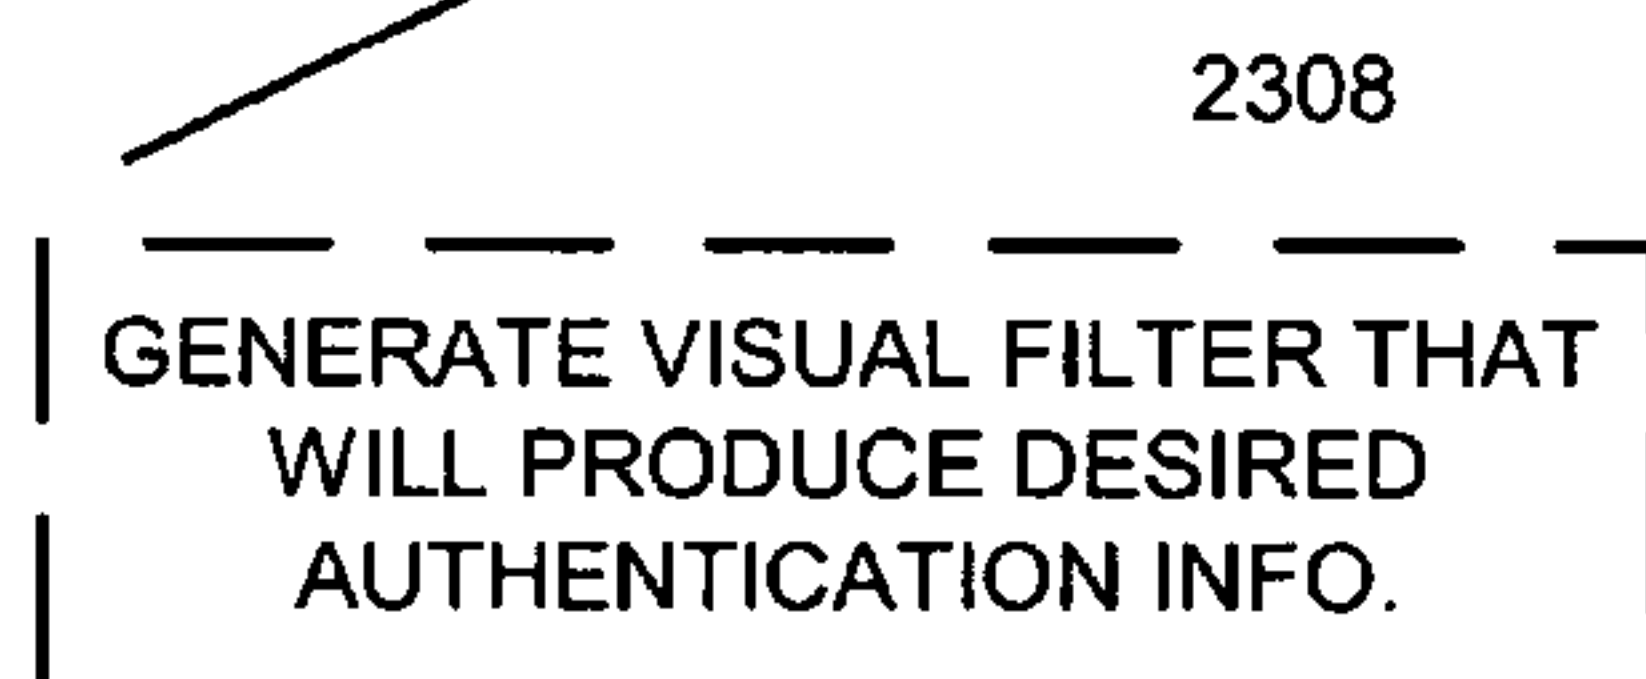 2308
GENERATE VISUAL FILTER THAT
WILL PRODUCE DESIRED
AUTHENTICATION INFO.